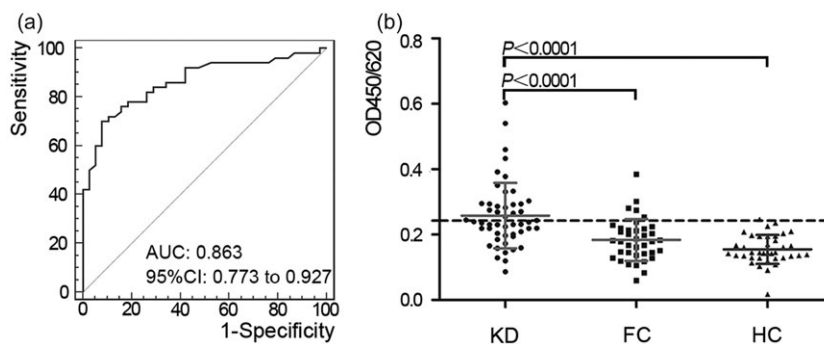 (a)
Sensitivity
100
80
60
40
20
0
AUC: 0.863
95%CI: 0.773 to 0.927
0 20 40 60 80 100
1-Specificity
(b)
OD450/620
0.8
0.6
0.4
0.2
0.0
P<0.0001
P<0.0001
KD FC HC